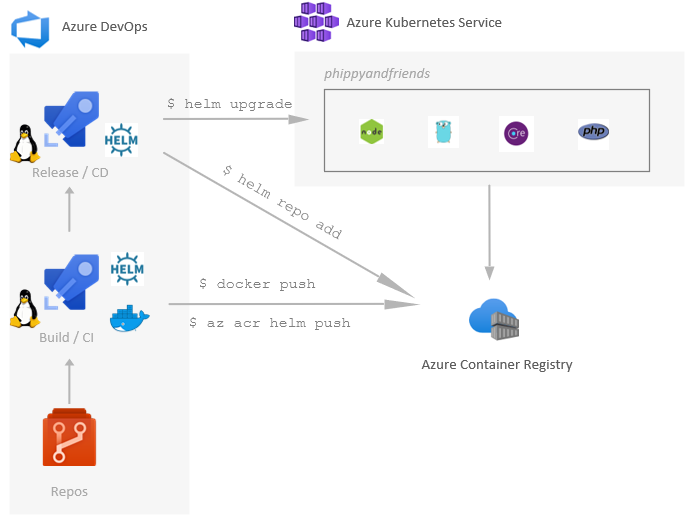 Azure DevOps
Azure Kubernetes Service
phippyandfriends
$ helm upgrade
node
Core
php
HELM
Release / CD
$ helm repo add
HELM
$ docker push
$ az acr helm push
Build / CI
Azure Container Registry
Repos